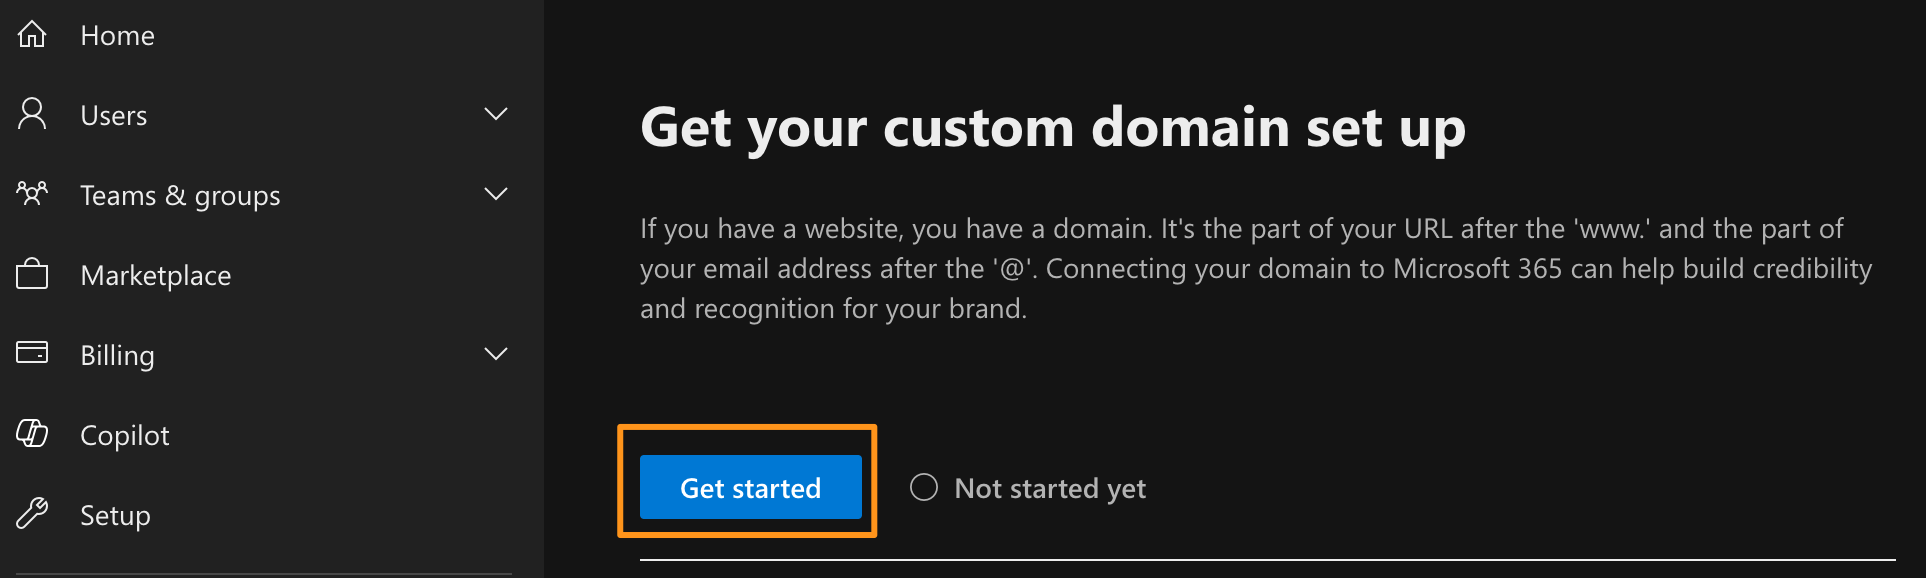 Home
Users
Teams & groups
Marketplace
Billing
Copilot
Setup
Get your custom domain set up
If you have a website, you have a domain. It's the part of your URL after the 'www.' and the part of
your email address after the '@'. Connecting your domain to Microsoft 365 can help build credibility
and recognition for your brand.
Get started
Not started yet